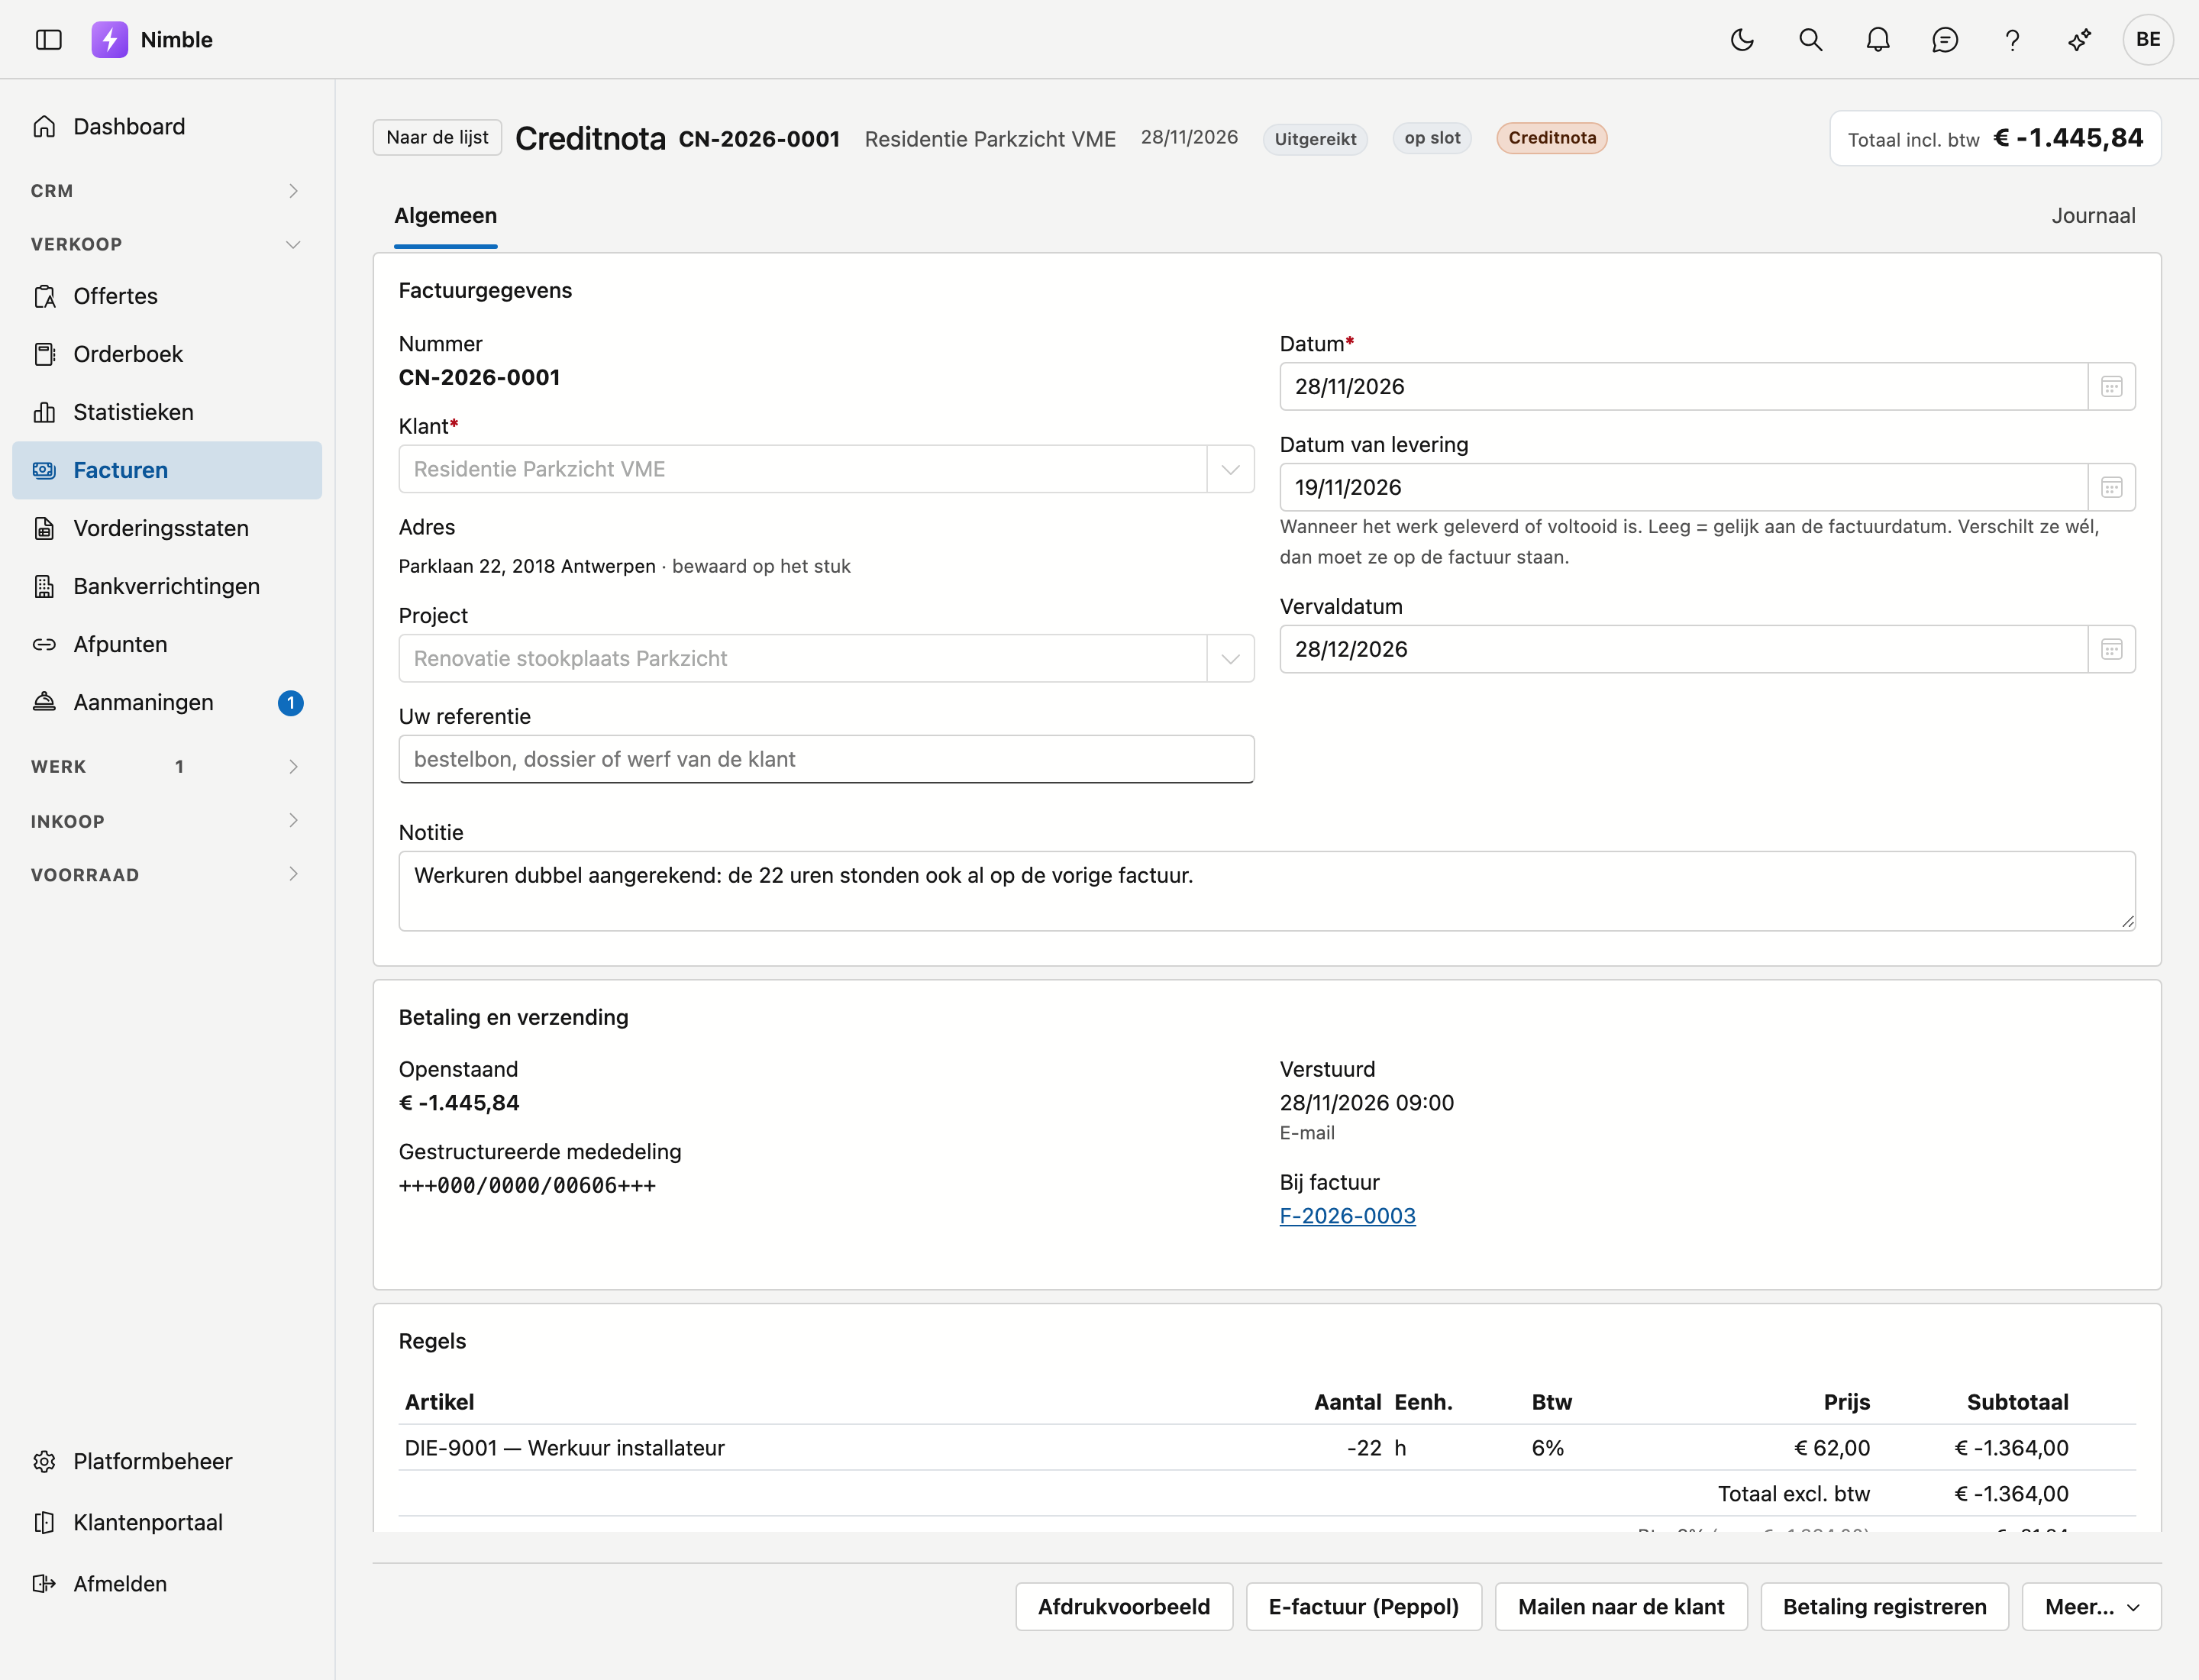 Nimble
BE
Dashboard
CRM
VERKOOP
Offertes
Orderboek
Statistieken
Facturen
Vorderingsstaten
Bankverrichtingen
Afpunten
Aanmaningen 1
WERK 1
INKOOP
VOORRAAD
Platformbeheer
Klantenportaal
Afmelden
Naar de lijst Creditnota CN-2026-0001 Residentie Parkzicht VME 28/11/2026 Uitgereikt op slot Creditnota Totaal incl. btw € -1.445,84
Algemeen Journaal
Factuurgegevens
Nummer
CN-2026-0001
Klant*
Residentie Parkzicht VME
Adres
Parklaan 22, 2018 Antwerpen · bewaard op het stuk
Project
Renovatie stookplaats Parkzicht
Uw referentie
bestelbon, dossier of werf van de klant
Datum*
28/11/2026
Datum van levering
19/11/2026
Wanneer het werk geleverd of voltooid is. Leeg = gelijk aan de factuurdatum. Verschilt ze wél,
dan moet ze op de factuur staan.
Vervaldatum
28/12/2026
Notitie
Werkuren dubbel aangerekend: de 22 uren stonden ook al op de vorige factuur.
Betaling en verzending
Openstaand
€ -1.445,84
Gestructureerde mededeling
+++000/0000/00606+++
Verstuurd
28/11/2026 09:00
E-mail
Bij factuur
F-2026-0003
Regels
Artikel Aantal Eenh. Btw Prijs Subtotaal
DIE-9001 — Werkuur installateur -22 h 6% € 62,00 € -1.364,00
Totaal excl. btw € -1.364,00
Afdrukvoorbeeld E-factuur (Peppol) Mailen naar de klant Betaling registreren Meer...